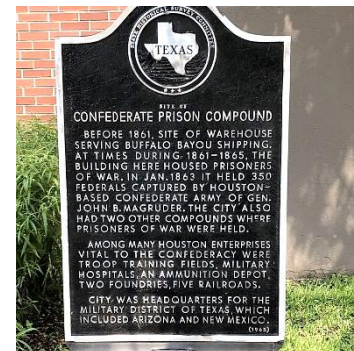 STATE HISTORICAL SURVEY COMMITTEE
TEXAS
SITE OF
CONFEDERATE PRISON COMPOUND
BEFORE 1861, SITE OF WAREHOUSE
SERVING BUFFALO BAYOU SHIPPING.
AT TIMES DURING 1861-1865, THE
BUILDING HERE HOUSED PRISONERS
OF WAR. IN JAN. 1863 IT HELD 350
FEDERALS CAPTURED BY HOUSTON-
BASED CONFEDERATE ARMY OF GEN.
JOHN B. MAGRUDER. THE CITY ALSO
HAD TWO OTHER COMPOUNDS WHERE
PRISONERS OF WAR WERE HELD.
AMONG MANY HOUSTON ENTERPRISES
VITAL TO THE CONFEDERACY WERE
TROOP TRAINING FIELDS, MILITARY
HOSPITALS, AN AMMUNITION DEPOT,
TWO FOUNDRIES, FIVE RAILROADS.
CITY WAS HEADQUARTERS FOR THE
MILITARY DISTRICT OF TEXAS, WHICH
INCLUDED ARIZONA AND NEW MEXICO.